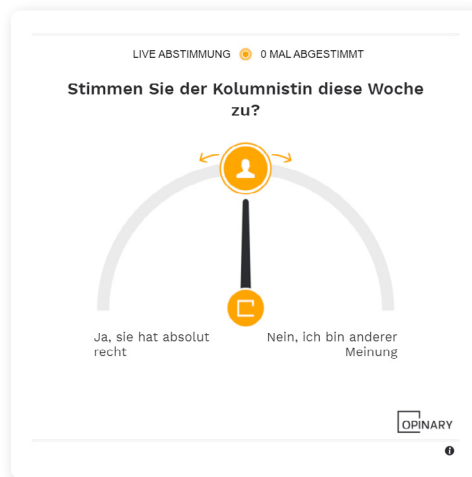 LIVE ABSTIMMUNG 0 MAL ABGESTIMMT
Stimmen Sie der Kolumnistin diese Woche
zu?
Ja, sie hat absolut
recht
Nein, ich bin anderer
Meinung
OPINARY